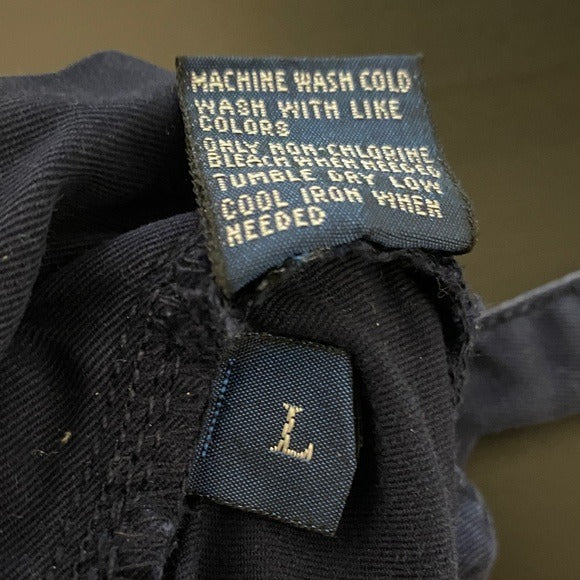 MACHINE WASH COLD
WASH WITH LIKE
COLORS
ONLY NON-CHLORINE
BLEACH WHEN NEEDED
TUMBLE DRY LOW
COOL IRON WHEN
NEEDED
L